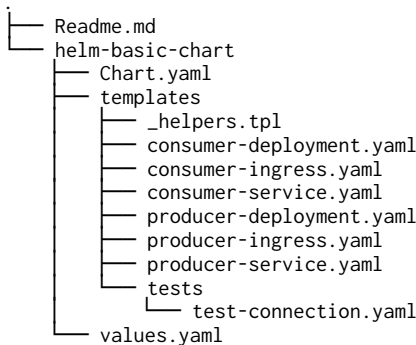 .
├── Readme.md
└── helm-basic-chart
    ├── Chart.yaml
    ├── templates
    │   ├── _helpers.tpl
    │   ├── consumer-deployment.yaml
    │   ├── consumer-ingress.yaml
    │   ├── consumer-service.yaml
    │   ├── producer-deployment.yaml
    │   ├── producer-ingress.yaml
    │   ├── producer-service.yaml
    │   └── tests
    │       └── test-connection.yaml
    └── values.yaml